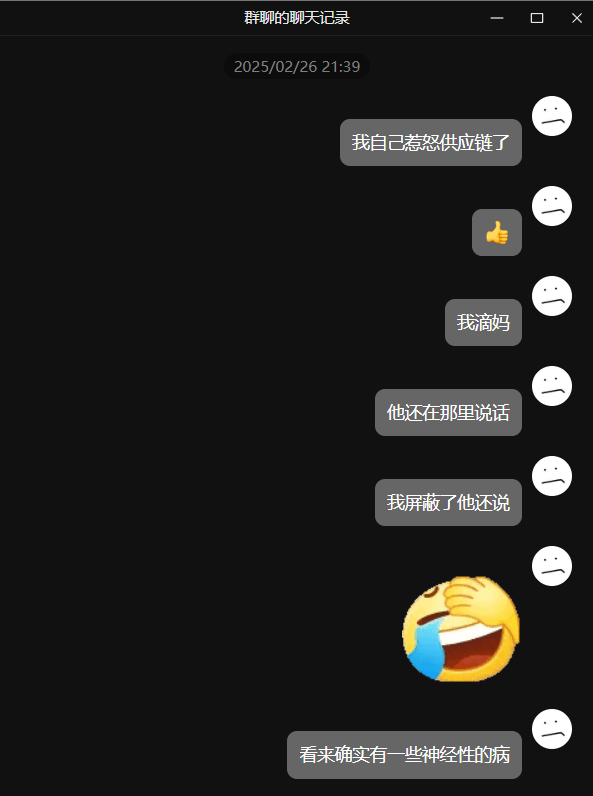 群聊的聊天记录
2025/02/26 21:39
我自己惹怒供应链了
👍
我滴妈
他还在那里说话
我屏蔽了他还说
看来确实有一些神经性的病